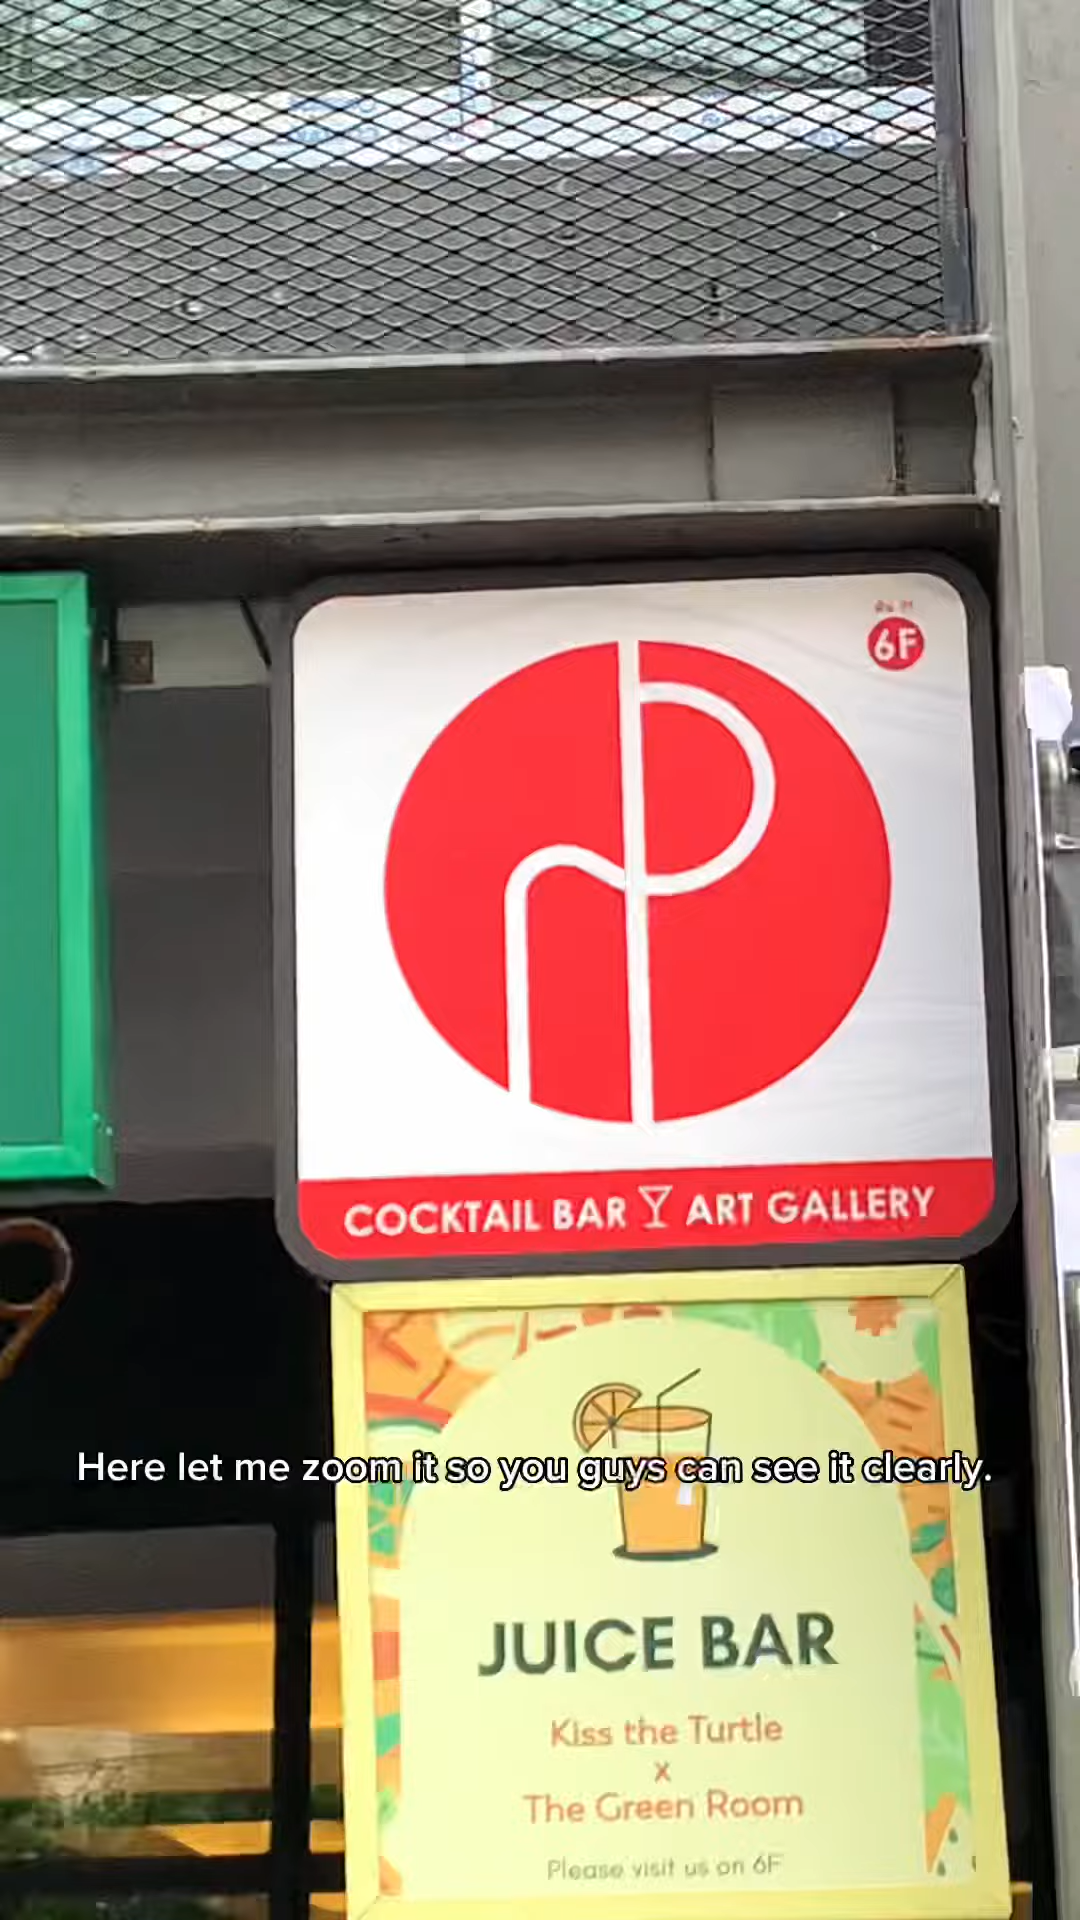 6F
COCKTAIL BAR ART GALLERY
Here let me zoom it so you guys can see it clearly.
JUICE BAR
Kiss the Turtle
x
The Green Room
Please visit us on 6F